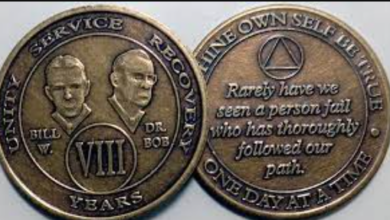 UNITY SERVICE RECOVERY
BILL
W.
DR.
BOB
VIII
YEARS
THINE OWN SELF BE TRUE
Rarely have we
seen a person fail
who has thoroughly
followed our
path.
ONE DAY AT A TIME